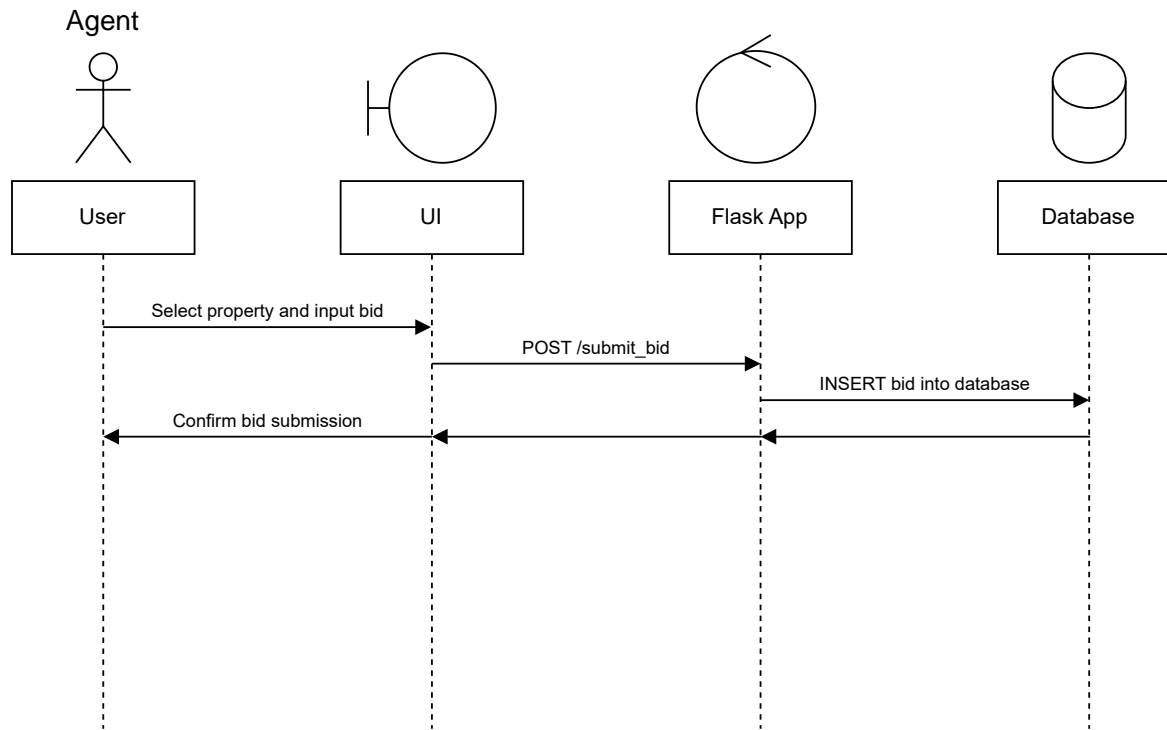 Agent
User
UI
Flask App
Database
Select property and input bid
POST /submit_bid
INSERT bid into database
Confirm bid submission